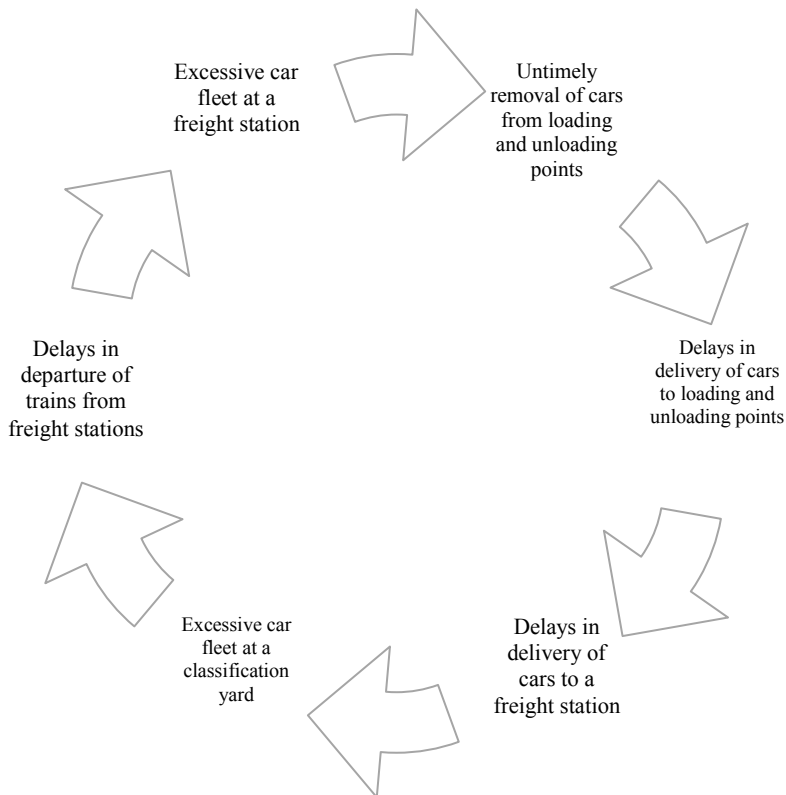 Excessive car
fleet at a
freight station
Untimely
removal of cars
from loading
and unloading
points
Delays in
delivery of cars
to loading and
unloading points
Delays in
delivery of
cars to a
freight station
Excessive car
fleet at a
classification
yard
Delays in
departure of
trains from
freight stations